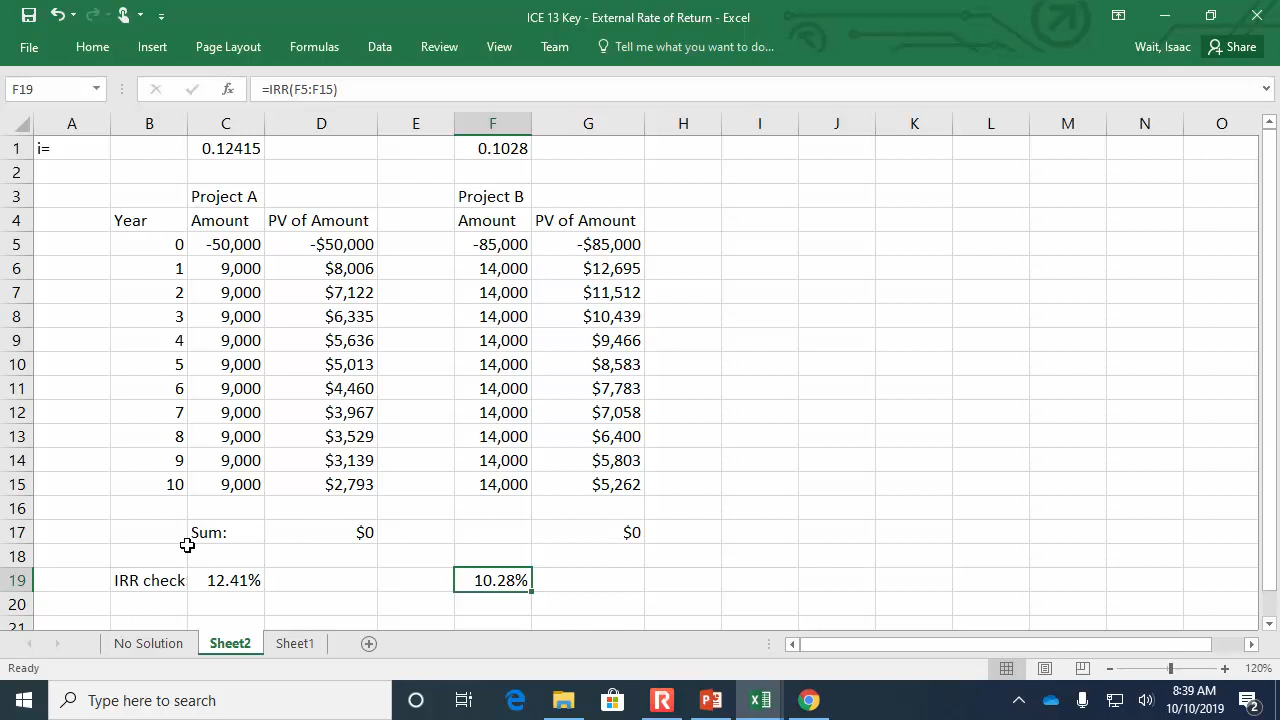 ICE 13 Key - External Rate of Return - Excel
File Home Insert Page Layout Formulas Data Review View Team Tell me what you want to do... Wait, Isaac Share
F19 fx =IRR(F5:F15)
A B C D E F G H I J K L M N O
1 i= 0.12415 0.1028
2
3 Project A Project B
4 Year Amount PV of Amount Amount PV of Amount
5 0 -50,000 -$50,000 -85,000 -$85,000
6 1 9,000 $8,006 14,000 $12,695
7 2 9,000 $7,122 14,000 $11,512
8 3 9,000 $6,335 14,000 $10,439
9 4 9,000 $5,636 14,000 $9,466
10 5 9,000 $5,013 14,000 $8,583
11 6 9,000 $4,460 14,000 $7,783
12 7 9,000 $3,967 14,000 $7,058
13 8 9,000 $3,529 14,000 $6,400
14 9 9,000 $3,139 14,000 $5,803
15 10 9,000 $2,793 14,000 $5,262
16
17 Sum: $0 $0
18
19 IRR check 12.41% 10.28%
20
21
No Solution Sheet2 Sheet1
Ready 120%
Type here to search 8:39 AM
10/10/2019 2